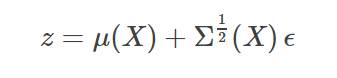 z = μ(X) + Σ^{1/2}(X) ϵ